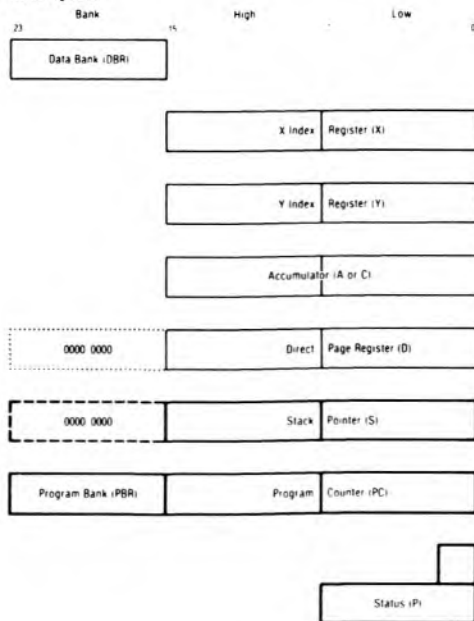 Bank High Low
23 15 0
Data Bank (DBR)
X Index Register (X)
Y Index Register (Y)
Accumulator (A or C)
0000 0000 Direct Page Register (D)
0000 0000 Stack Pointer (S)
Program Bank (PBR) Program Counter (PC)
Status (P)